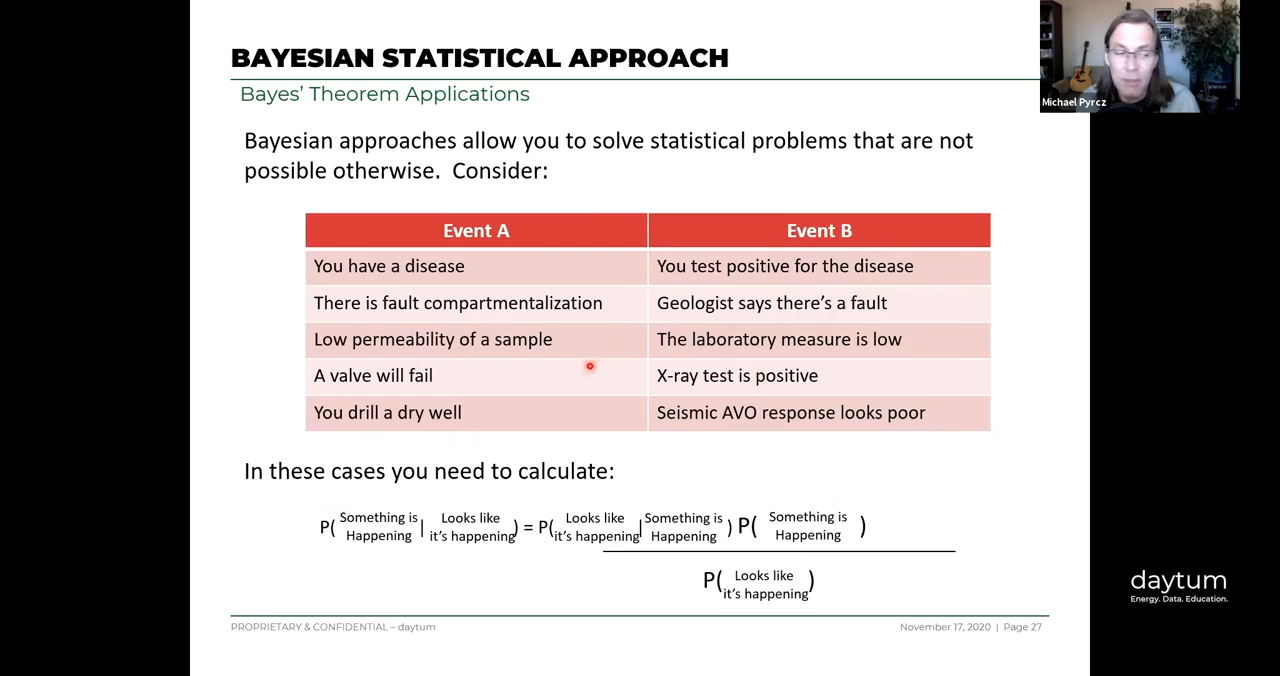 BAYESIAN STATISTICAL APPROACH
Bayes' Theorem Applications
Michael Pyrcz
Bayesian approaches allow you to solve statistical problems that are not
possible otherwise.  Consider:
Event A Event B
You have a disease You test positive for the disease
There is fault compartmentalization Geologist says there's a fault
Low permeability of a sample The laboratory measure is low
A valve will fail X-ray test is positive
You drill a dry well Seismic AVO response looks poor
In these cases you need to calculate:
P( Something is Happening | Looks like it's happening ) = P( Looks like it's happening | Something is Happening ) P( Something is Happening )
P( Looks like it's happening )
daytum
Energy. Data. Education.
PROPRIETARY & CONFIDENTIAL – daytum
November 17, 2020 | Page 27